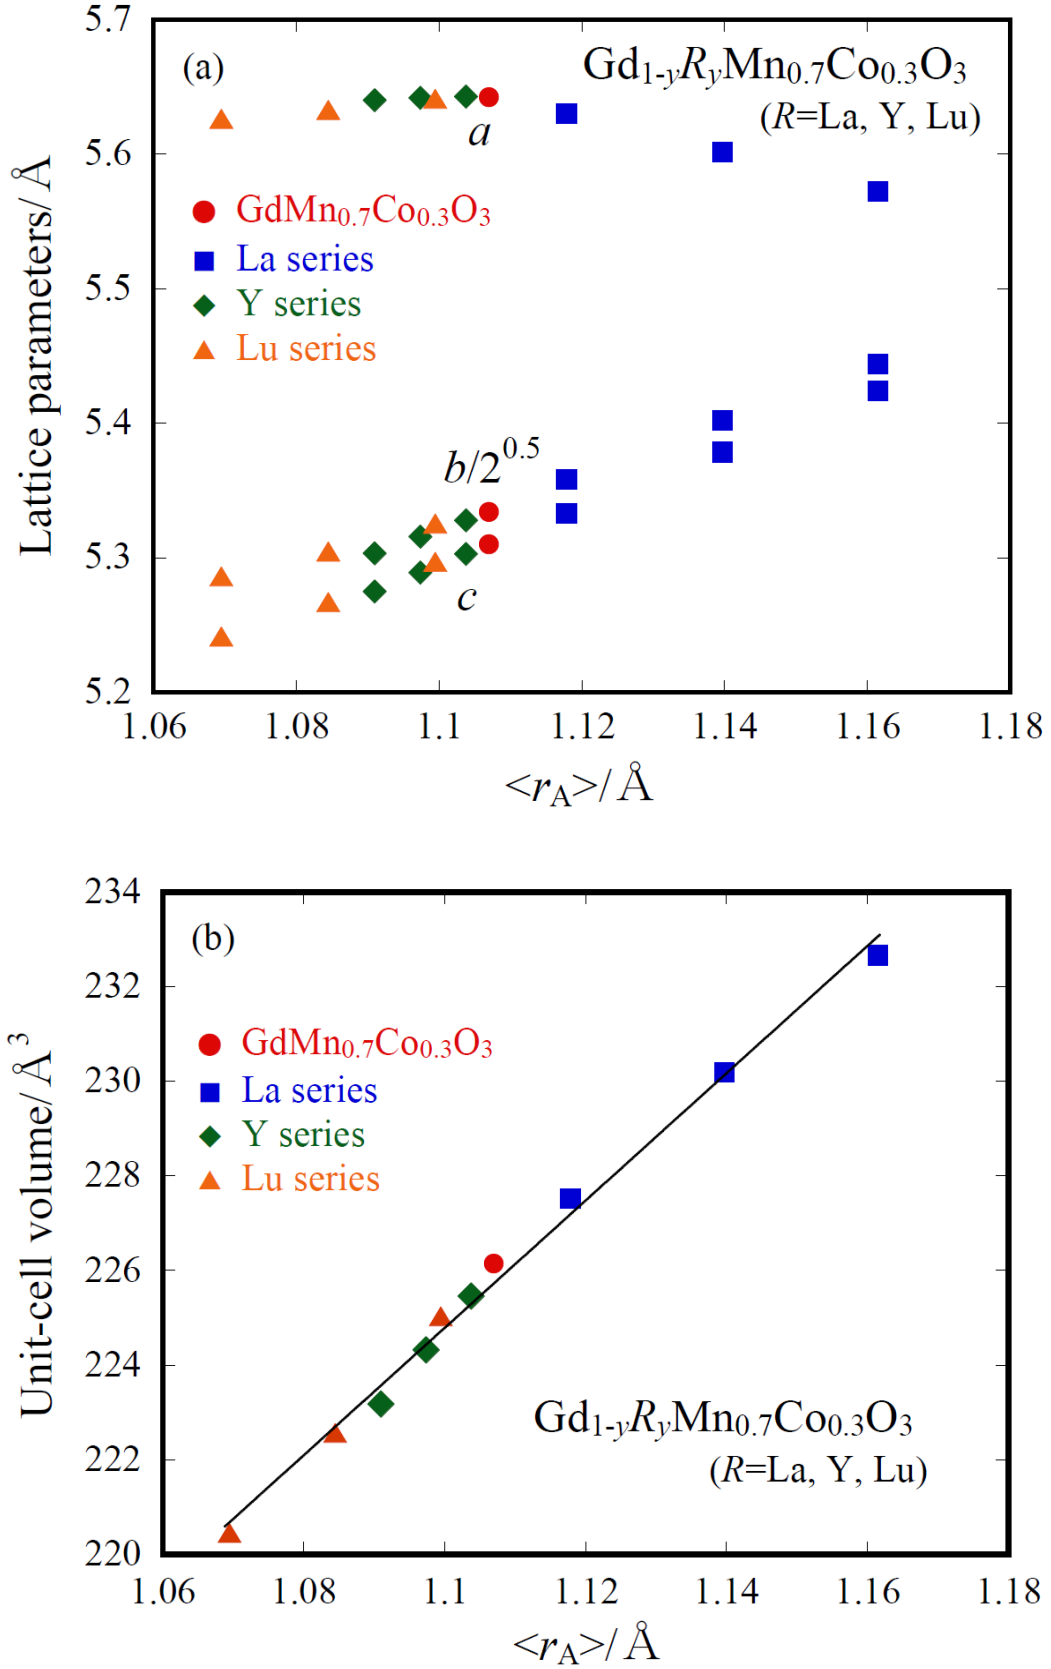 5.7
(a)
Gd1-yRyMn0.7Co0.3O3
(R=La, Y, Lu)
a
5.6
GdMn0.7Co0.3O3
La series
Y series
Lu series
5.5
5.4
b/2^0.5
5.3
c
5.2
Lattice parameters/Å
1.06 1.08 1.1 1.12 1.14 1.16 1.18
<rA>/Å
234
(b)
232
GdMn0.7Co0.3O3
La series
Y series
Lu series
230
228
226
224
Gd1-yRyMn0.7Co0.3O3
(R=La, Y, Lu)
222
220
Unit-cell volume/Å^3
1.06 1.08 1.1 1.12 1.14 1.16 1.18
<rA>/Å